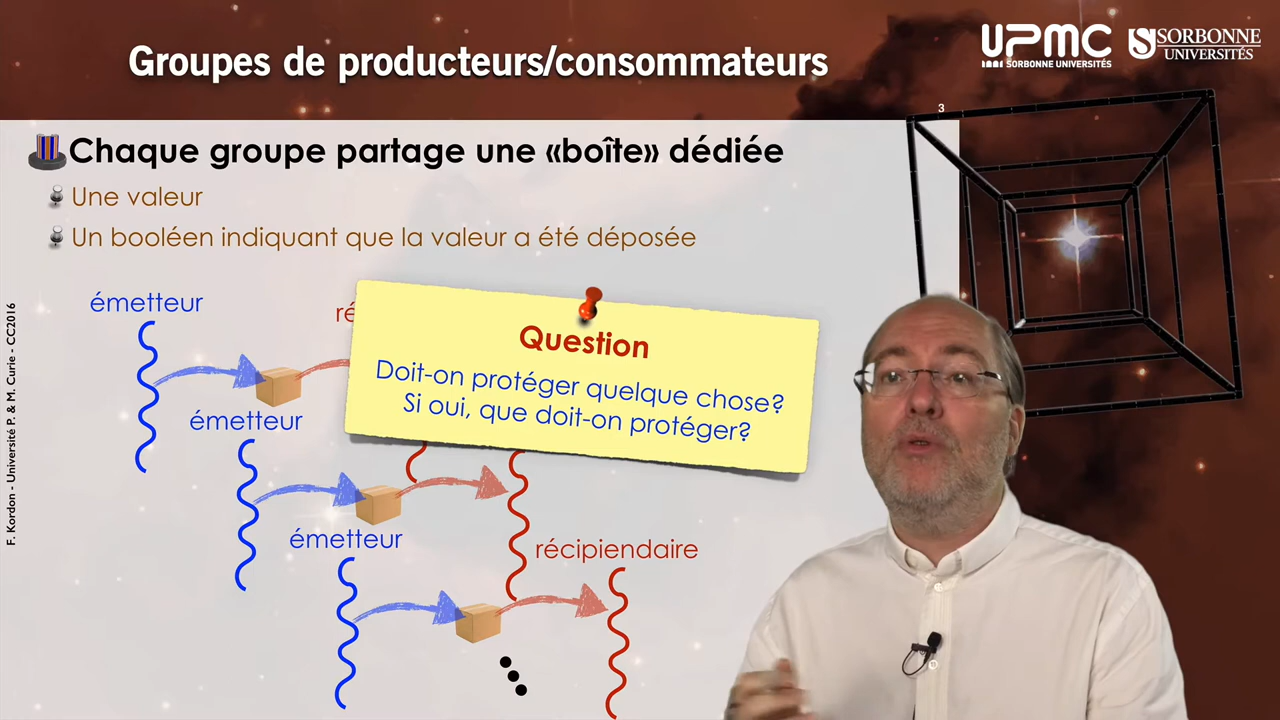 Groupes de producteurs/consommateurs
UPMC
SORBONNE UNIVERSITÉS
SORBONNE
UNIVERSITÉS
3
Chaque groupe partage une «boîte» dédiée
Une valeur
Un booléen indiquant que la valeur a été déposée
émetteur
ré
Question
Doit-on protéger quelque chose?
Si oui, que doit-on protéger?
émetteur
émetteur
récipiendaire
F. Kordon - Université P. & M. Curie - CC2016